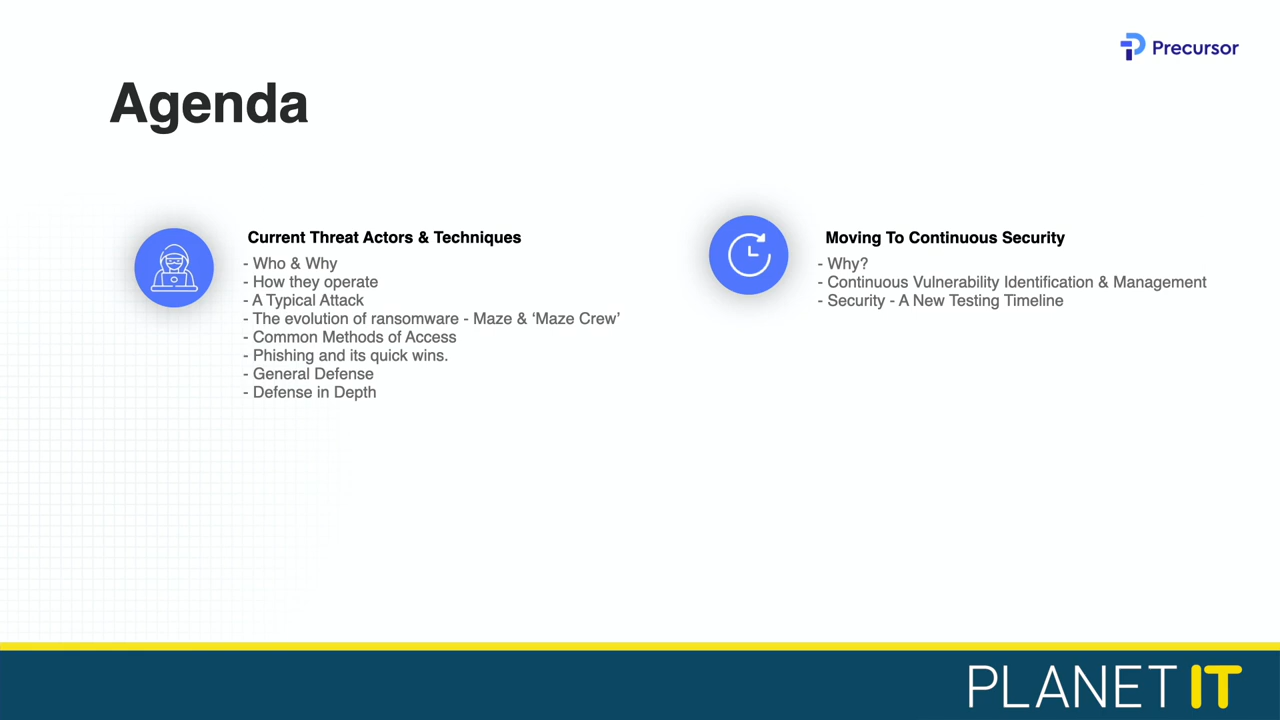 Precursor
Agenda
Current Threat Actors & Techniques
- Who & Why
- How they operate
- A Typical Attack
- The evolution of ransomware - Maze & ‘Maze Crew’
- Common Methods of Access
- Phishing and its quick wins.
- General Defense
- Defense in Depth
Moving To Continuous Security
- Why?
- Continuous Vulnerability Identification & Management
- Security - A New Testing Timeline
PLANET IT